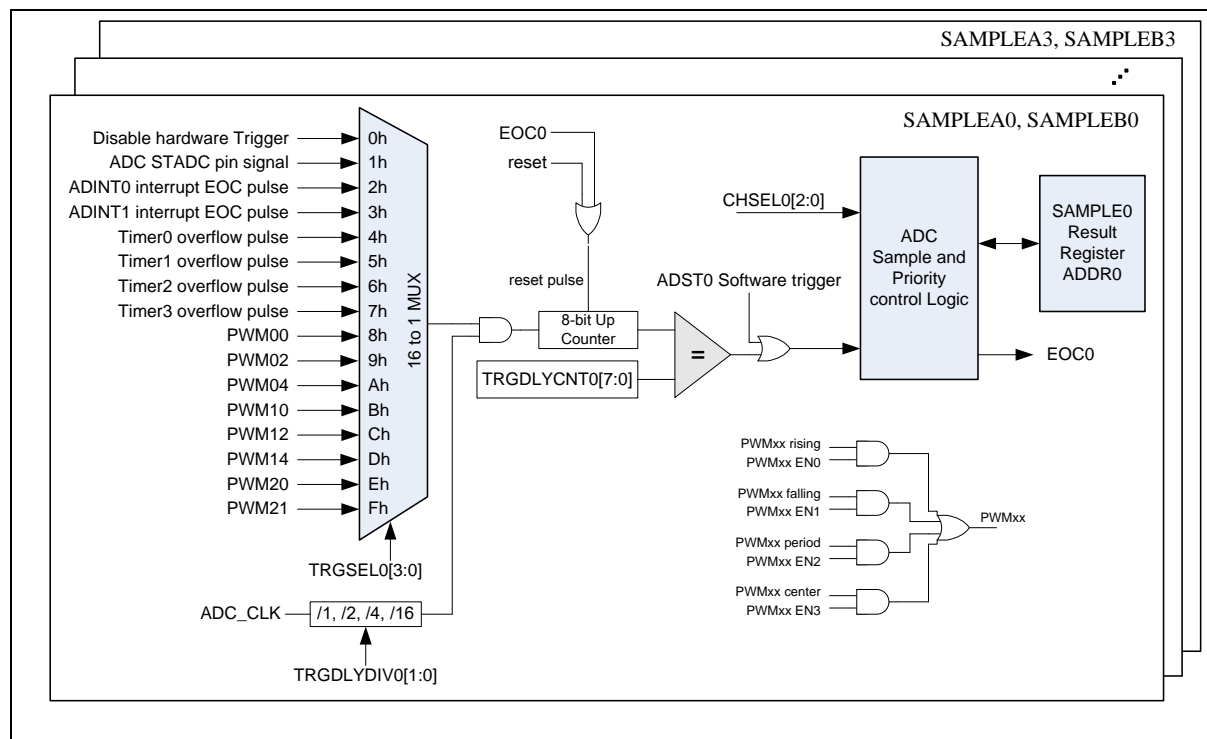 SAMPLEA3, SAMPLEB3
SAMPLEA0, SAMPLEB0
Disable hardware Trigger
0h
ADC STADC pin signal
1h
ADINT0 interrupt EOC pulse
2h
ADINT1 interrupt EOC pulse
3h
Timer0 overflow pulse
4h
Timer1 overflow pulse
5h
Timer2 overflow pulse
6h
Timer3 overflow pulse
7h
PWM00
8h
PWM02
9h
PWM04
Ah
PWM10
Bh
PWM12
Ch
PWM14
Dh
PWM20
Eh
PWM21
Fh
16 to 1 MUX
TRGSEL0[3:0]
ADC_CLK
/1, /2, /4, /16
TRGDLYDIV0[1:0]
EOC0
reset
reset pulse
8-bit Up
Counter
TRGDLYCNT0[7:0]
=
ADST0 Software trigger
CHSEL0[2:0]
ADC
Sample and
Priority
control Logic
SAMPLE0
Result
Register
ADDR0
EOC0
PWMxx rising
PWMxx EN0
PWMxx falling
PWMxx EN1
PWMxx period
PWMxx EN2
PWMxx center
PWMxx EN3
PWMxx